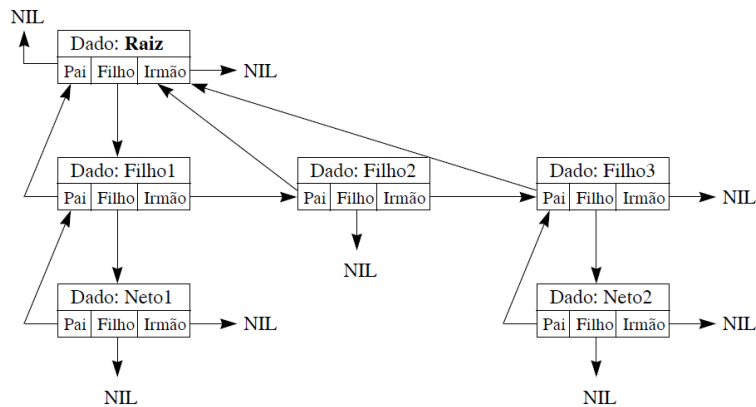 NIL
Dado: Raiz
Pai Filho Irmão NIL
Dado: Filho1 Dado: Filho2 Dado: Filho3
Pai Filho Irmão Pai Filho Irmão Pai Filho Irmão NIL
NIL
Dado: Neto1 Dado: Neto2
Pai Filho Irmão NIL Pai Filho Irmão NIL
NIL NIL